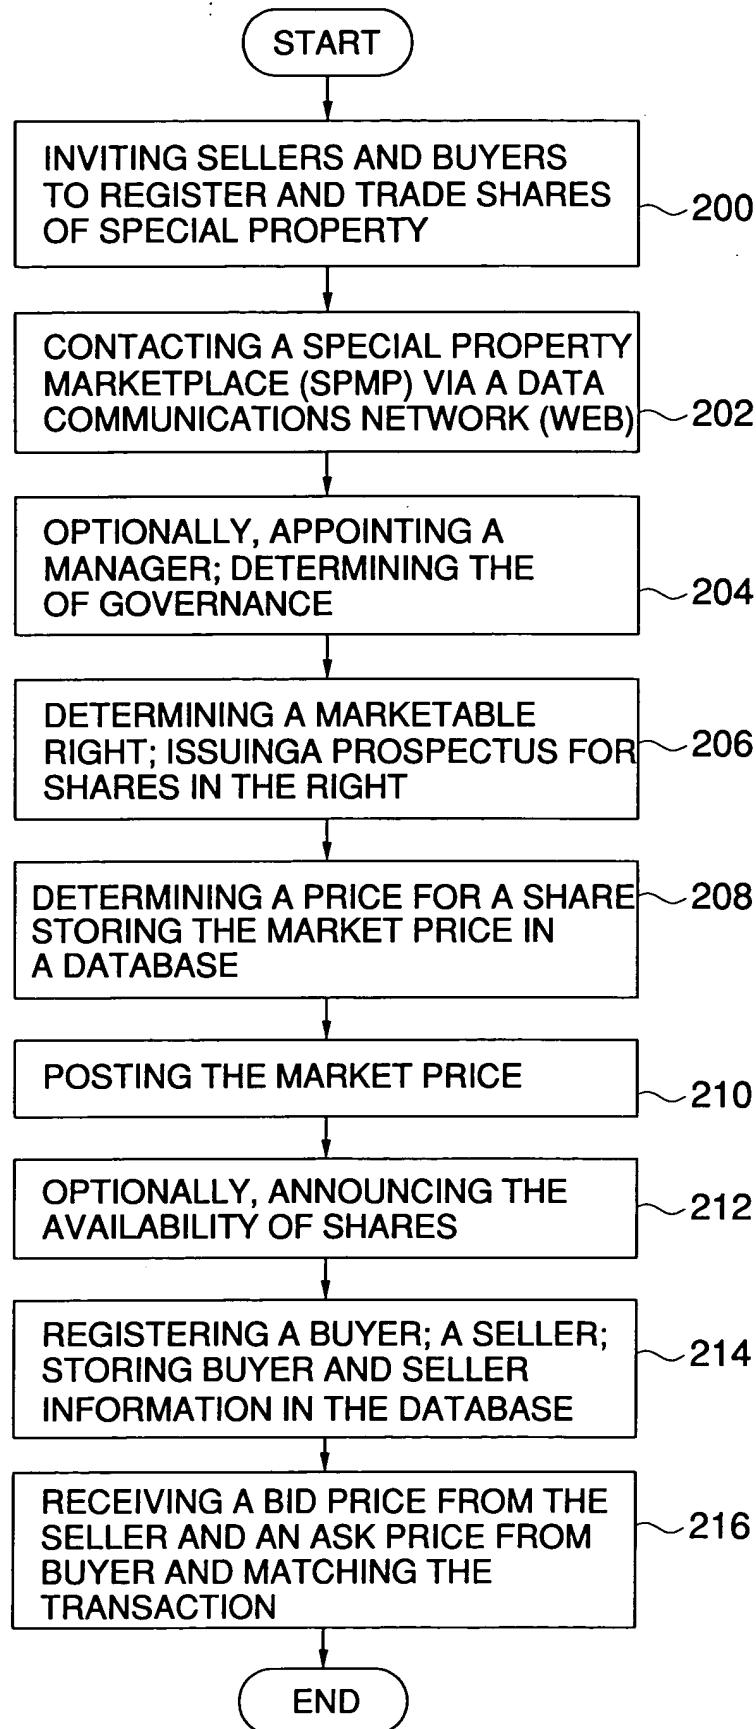 START
INVITING SELLERS AND BUYERS
TO REGISTER AND TRADE SHARES
OF SPECIAL PROPERTY
200
CONTACTING A SPECIAL PROPERTY
MARKETPLACE (SPMP) VIA A DATA
COMMUNICATIONS NETWORK (WEB)
202
OPTIONALLY, APPOINTING A
MANAGER; DETERMINING THE
OF GOVERNANCE
204
DETERMINING A MARKETABLE
RIGHT; ISSUINGA PROSPECTUS FOR
SHARES IN THE RIGHT
206
DETERMINING A PRICE FOR A SHARE
STORING THE MARKET PRICE IN
A DATABASE
208
POSTING THE MARKET PRICE
210
OPTIONALLY, ANNOUNCING THE
AVAILABILITY OF SHARES
212
REGISTERING A BUYER; A SELLER;
STORING BUYER AND SELLER
INFORMATION IN THE DATABASE
214
RECEIVING A BID PRICE FROM THE
SELLER AND AN ASK PRICE FROM
BUYER AND MATCHING THE
TRANSACTION
216
END